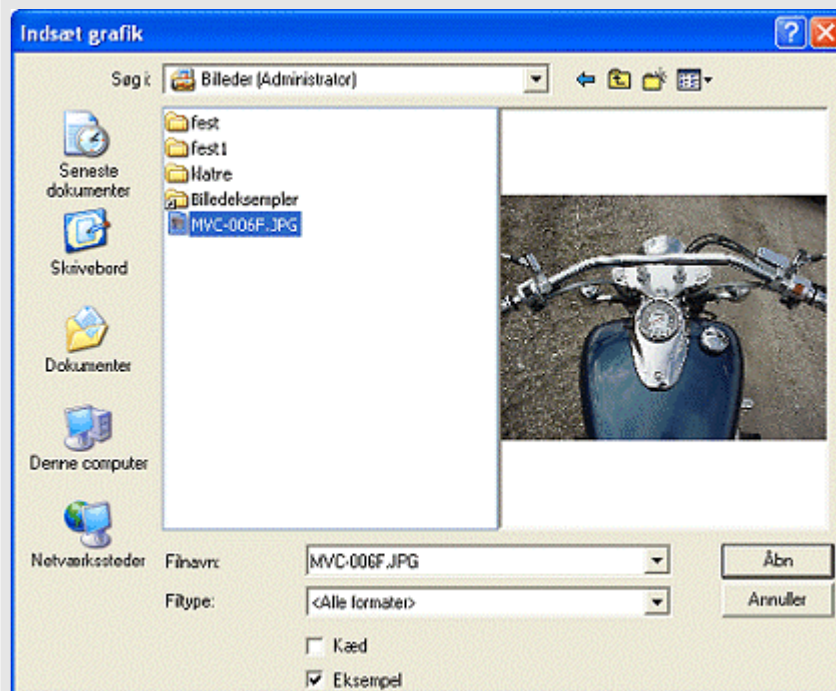 Indsæt grafik
Søg i: Billeder (Administrator)
Seneste dokumenter
Skrivebord
Dokumenter
Denne computer
Netværkssteder
fest
fest1
klatre
Billedeksempler
MVC-006F.JPG
Filnavn: MVC-006F.JPG Åbn
Filtype: <Alle formater> Annuller
Kæd
Eksempel